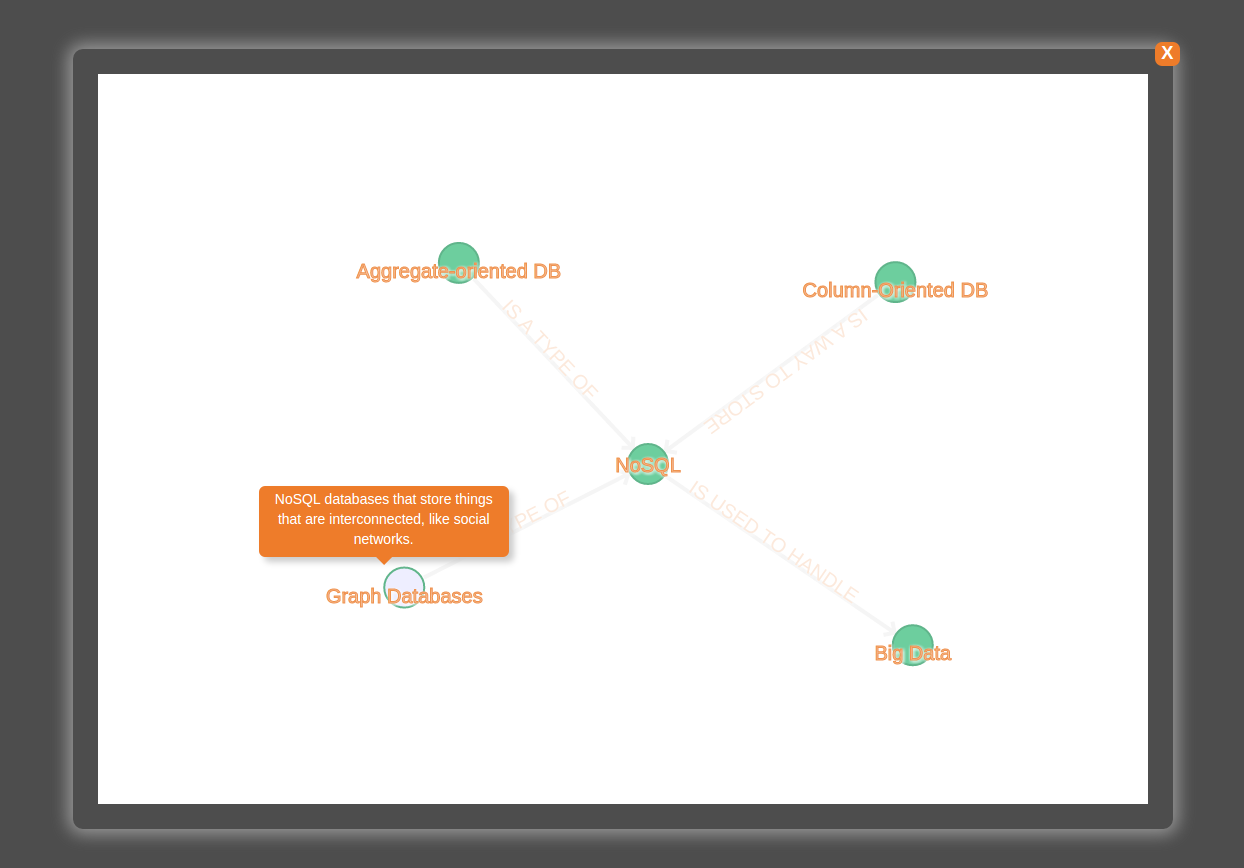 X
Aggregate-oriented DB
Column-Oriented DB
IS A TYPE OF
IS A WAY TO STORE
NoSQL
NoSQL databases that store things
that are interconnected, like social
networks.
PE OF
IS USED TO HANDLE
Graph Databases
Big Data